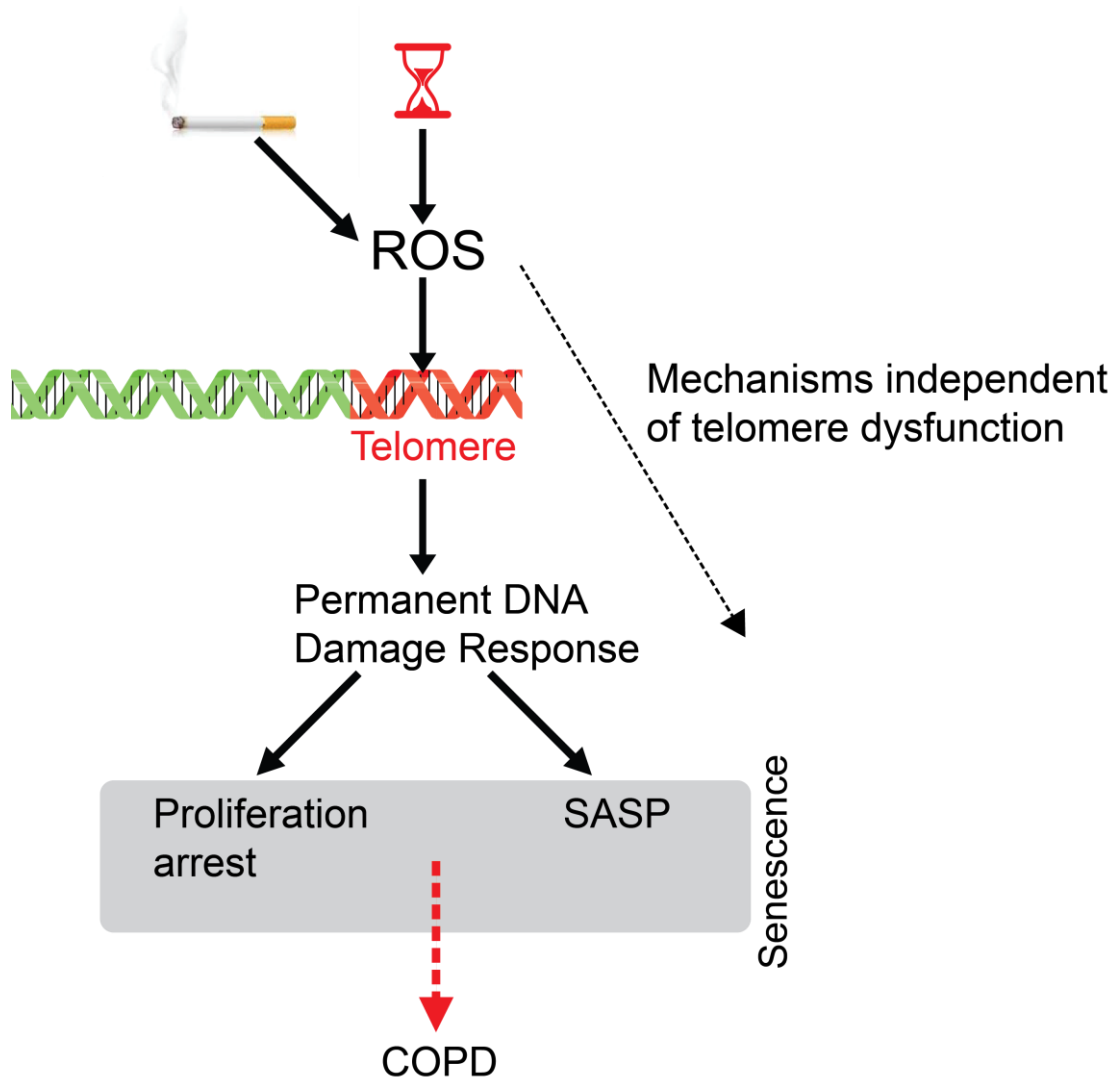 ROS
Mechanisms independent
of telomere dysfunction
Telomere
Permanent DNA
Damage Response
Proliferation
arrest
SASP
Senescence
COPD